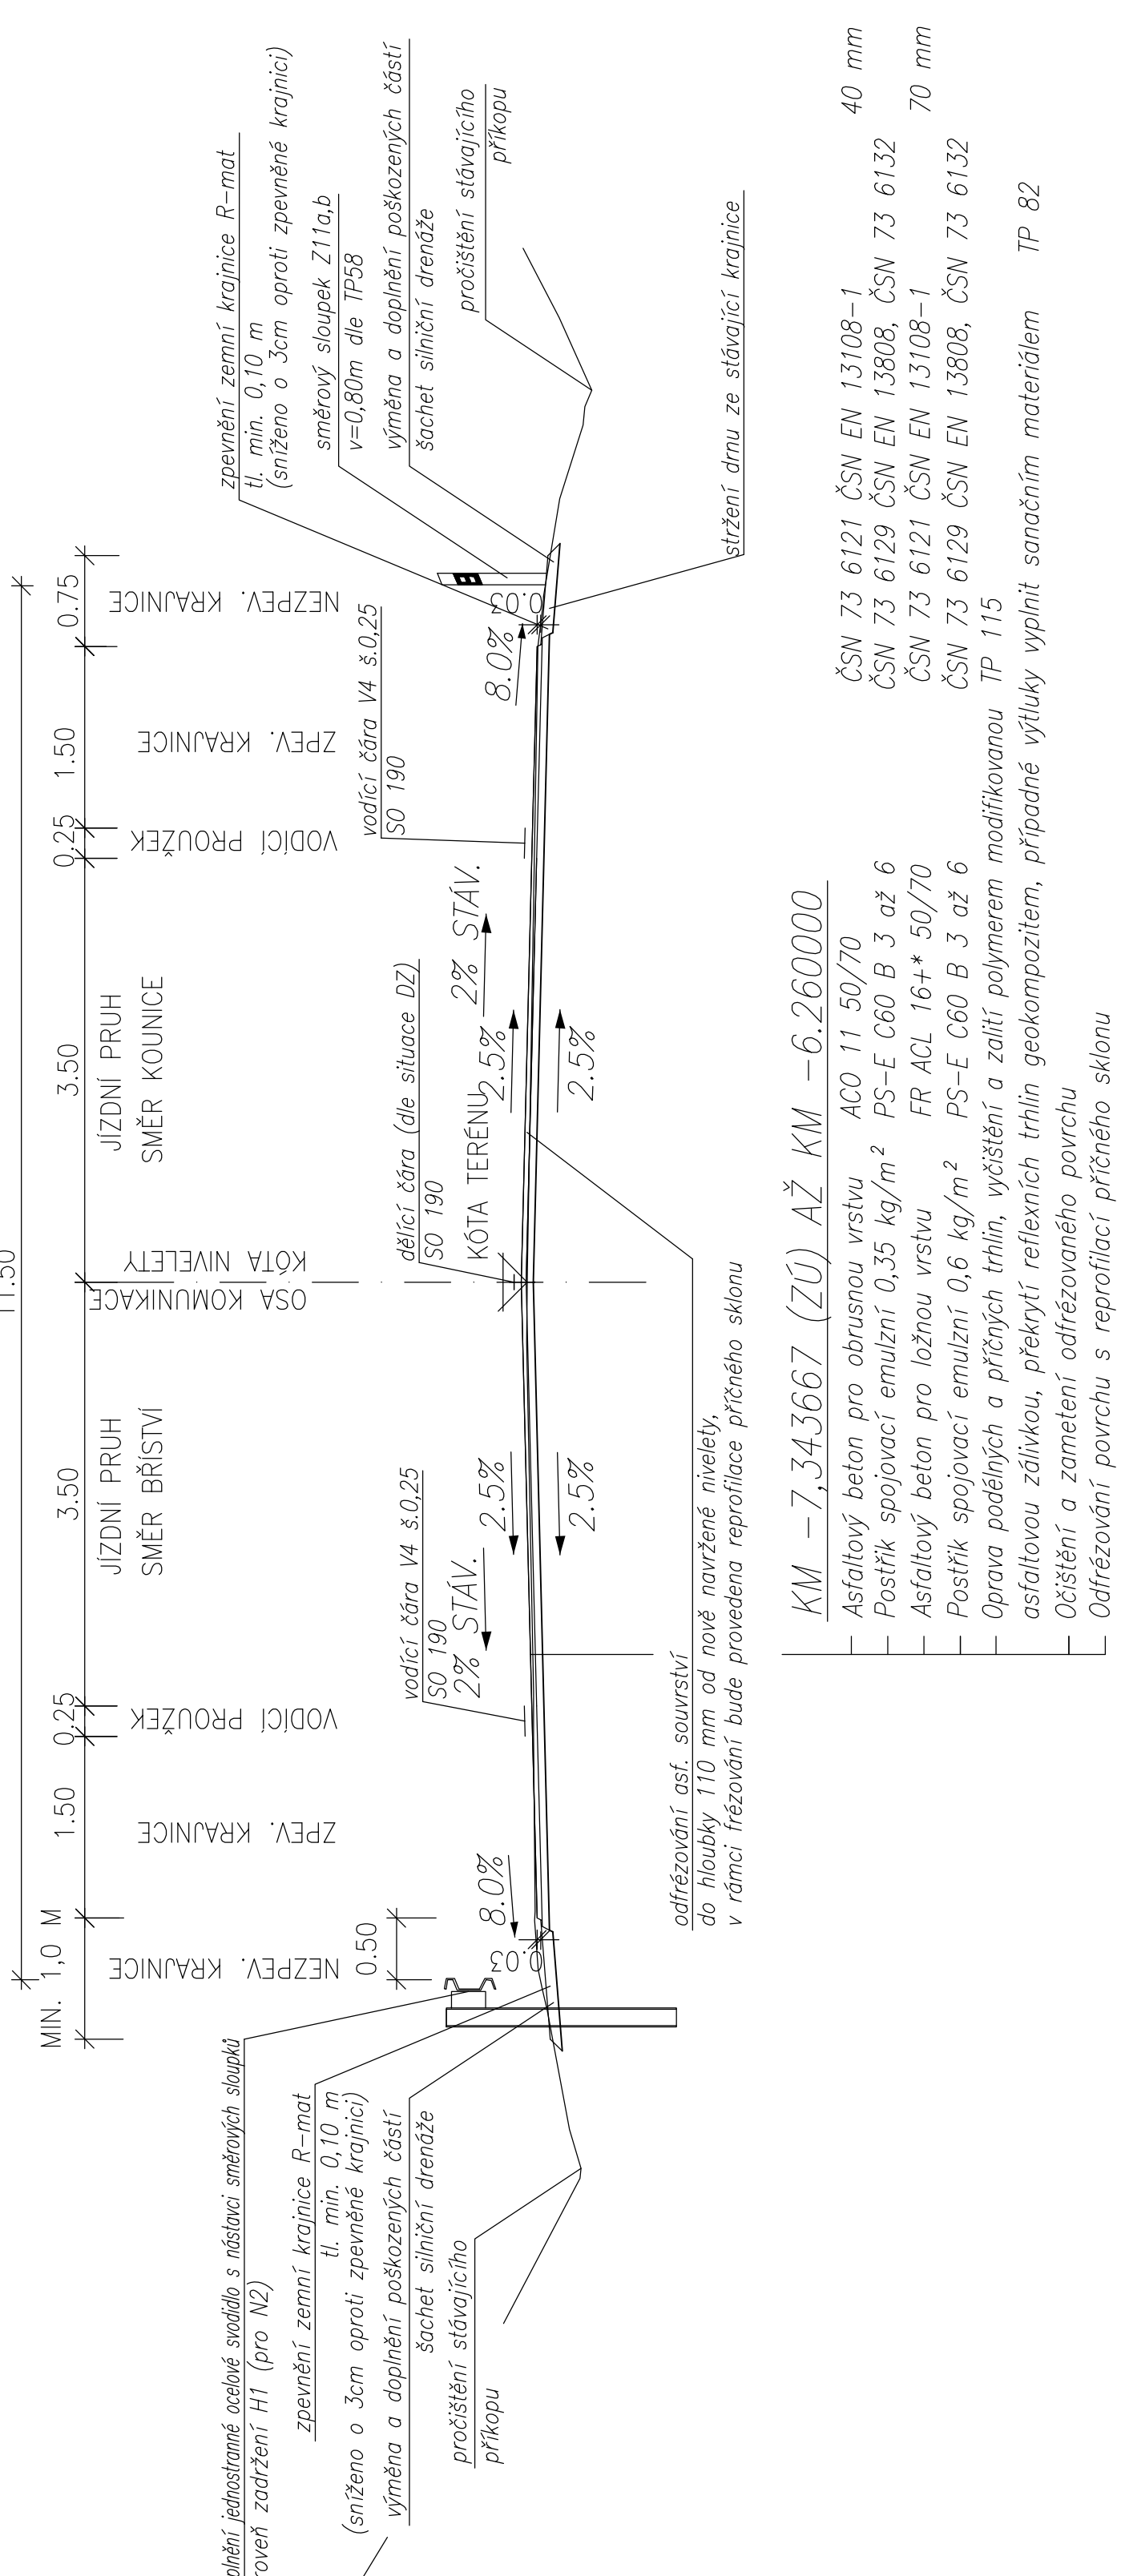 11.50
MIN. 1,0 M
1.50
0.25
3.50
3.50
0.25
1.50
0.75
NEZPEV. KRAJNICE
ZPEV. KRAJNICE
VODÍCÍ PROUŽEK
JÍZDNÍ PRUH
SMĚR BŘÍSTVÍ
OSA KOMUNIKACE
KÓTA NIVELETY
JÍZDNÍ PRUH
SMĚR KOUNICE
VODÍCÍ PROUŽEK
ZPEV. KRAJNICE
NEZPEV. KRAJNICE
plnění jednostranné ocelové svodidlo s nástavci směrových sloupků
roveň zadržení H1 (pro N2)
zpevnění zemní krajnice R-mat
tl. min. 0,10 m
(sníženo o 3cm oproti zpevněné krajnici)
výměna a doplnění poškozených částí
šachet silniční drenáže
pročištění stávajícího
příkopu
0.50
0.03
8.0%
vodící čára V4 š.0,25
SO 190
2% STÁV.
2.5%
2.5%
dělící čára (dle situace DZ)
SO 190
KÓTA TERÉNU
2% STÁV.
2.5%
2.5%
vodící čára V4 š.0,25
SO 190
8.0%
0.03
zpevnění zemní krajnice R-mat
tl. min. 0,10 m
(sníženo o 3cm oproti zpevněné krajnici)
směrový sloupek Z11a,b
v=0,80m dle TP58
výměna a doplnění poškozených částí
šachet silniční drenáže
pročištění stávajícího
příkopu
stržení drnu ze stávající krajnice
odfrézování asf. souvrství
do hloubky 110 mm od nově navržené nivelety,
v rámci frézování bude provedena reprofilace příčného sklonu
KM -7,343667 (ZÚ) AŽ KM -6.260000
Asfaltový beton pro obrusnou vrstvu ACO 11 50/70 ČSN 73 6121 ČSN EN 13108-1 40 mm
Postřik spojovací emulzní 0,35 kg/m² PS-E C60 B 3 až 6 ČSN 73 6129 ČSN EN 13808, ČSN 73 6132
Asfaltový beton pro ložnou vrstvu FR ACL 16+* 50/70 ČSN 73 6121 ČSN EN 13108-1 70 mm
Postřik spojovací emulzní 0,6 kg/m² PS-E C60 B 3 až 6 ČSN 73 6129 ČSN EN 13808, ČSN 73 6132
Oprava podélných a příčných trhlin, vyčištění a zalití polymerem modifikovanou TP 115
asfaltovou zálivkou, překrytí reflexních trhlin geokompozitem, případné výtluky vyplnit sanačním materiálem TP 82
Očištění a zametení odfrézovaného povrchu
Odfrézování povrchu s reprofilací příčného sklonu